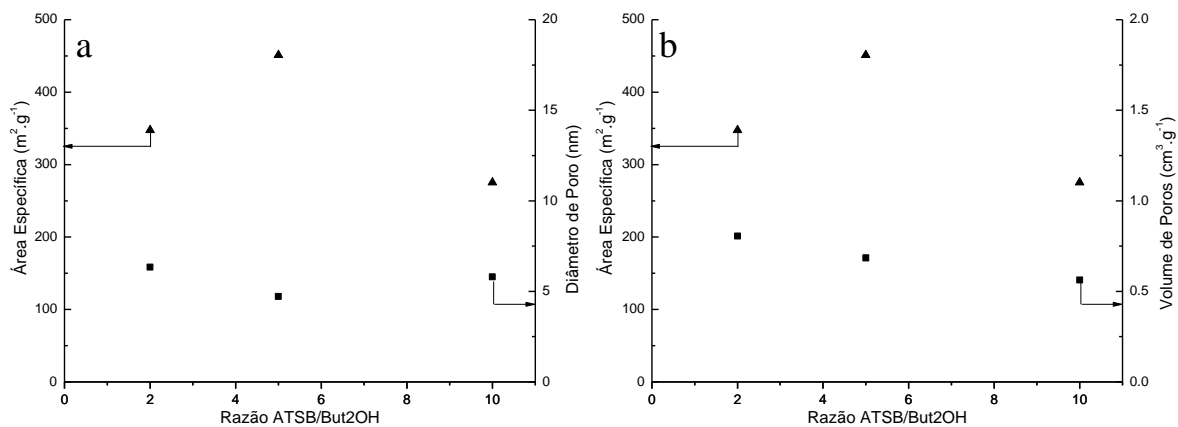 a
500
400
300
200
100
0
Área Específica (m².g⁻¹)
20
15
10
5
0
Diâmetro de Poro (nm)
0 2 4 6 8 10
Razão ATSB/But2OH
b
500
400
300
200
100
0
Área Específica (m².g⁻¹)
2.0
1.5
1.0
0.5
0.0
Volume de Poros (cm³.g⁻¹)
0 2 4 6 8 10
Razão ATSB/But2OH